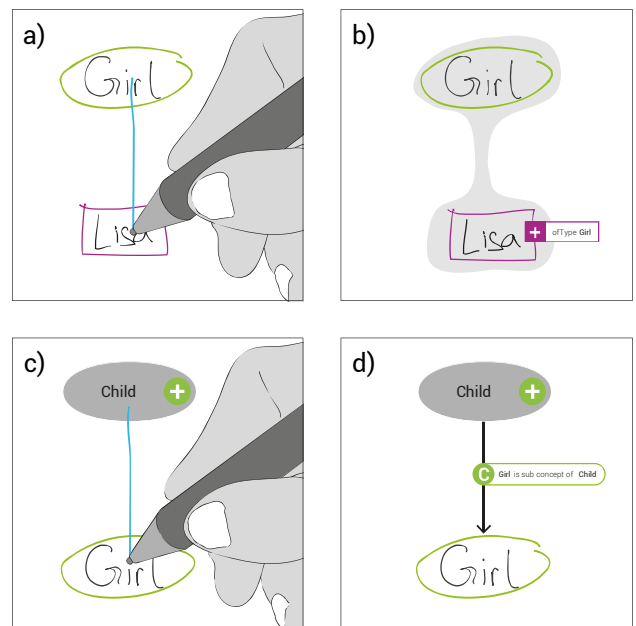 a)
Girl
Lisa
b)
Girl
Lisa
+ ofType Girl
c)
Child +
Girl
d)
Child +
C Girl is sub concept of Child
Girl